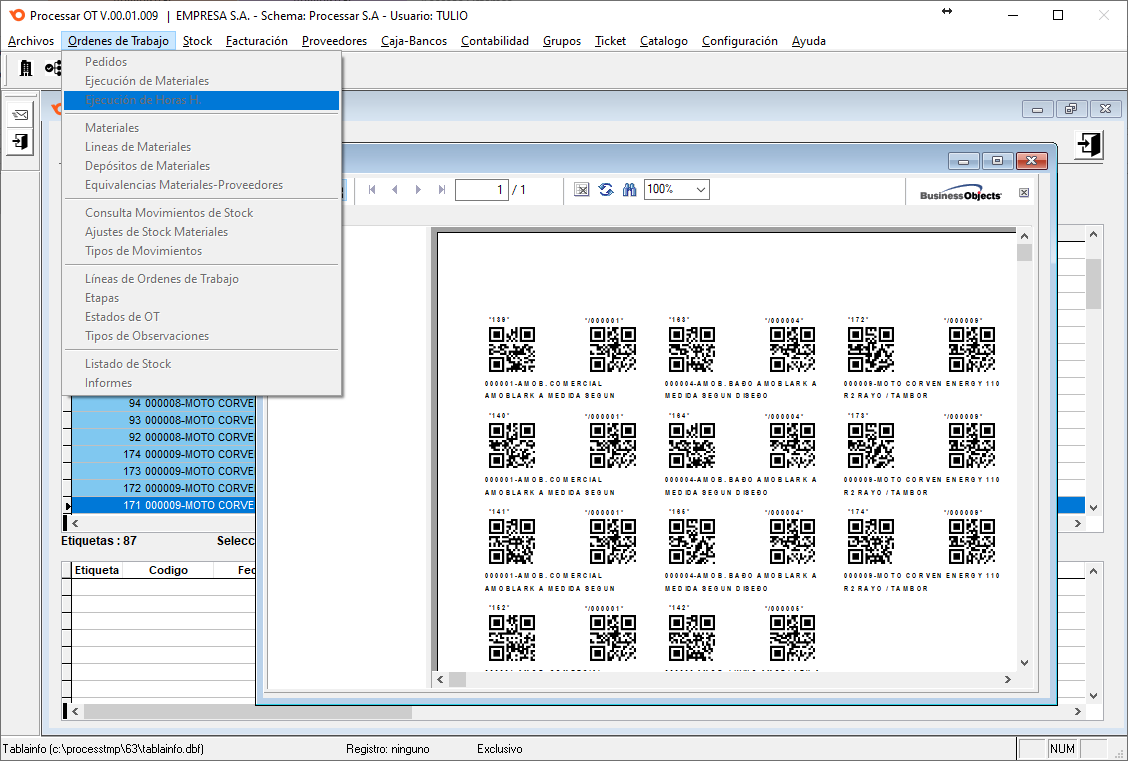 Processar OT V.00.01.009 | EMPRESA S.A. - Schema: Processar S.A - Usuario: TULIO
Archivos Ordenes de Trabajo Stock Facturación Proveedores Caja-Bancos Contabilidad Grupos Ticket Catalogo Configuración Ayuda
Pedidos
Ejecución de Materiales
Ejecución de Horas H.
Materiales
Lineas de Materiales
Depósitos de Materiales
Equivalencias Materiales-Proveedores
Consulta Movimientos de Stock
Ajustes de Stock Materiales
Tipos de Movimientos
Líneas de Ordenes de Trabajo
Etapas
Estados de OT
Tipos de Observaciones
Listado de Stock
Informes
1 / 1 100% BusinessObjects
94 000008-MOTO CORVE
93 000008-MOTO CORVE
92 000008-MOTO CORVE
174 000009-MOTO CORVE
173 000009-MOTO CORVE
172 000009-MOTO CORVE
171 000009-MOTO CORVE
Etiquetas : 87 Selecc
Etiqueta Codigo Fec
"139" "/000001" "163" "/000004" "172" "/000009"
000001-AMOB. COMERCIAL 000004-AMOB. BAÐO AMOBLARK A 000009-MOTO CORVEN ENERGY 110
AMOBLARK A MEDIDA SEGUN MEDIDA SEGUN DISEÐO R2 RAYO / TAMBOR
"140" "/000001" "164" "/000004" "173" "/000009"
000001-AMOB. COMERCIAL 000004-AMOB. BAÐO AMOBLARK A 000009-MOTO CORVEN ENERGY 110
AMOBLARK A MEDIDA SEGUN MEDIDA SEGUN DISEÐO R2 RAYO / TAMBOR
"141" "/000001" "165" "/000004" "174" "/000009"
000001-AMOB. COMERCIAL 000004-AMOB. BAÐO AMOBLARK A 000009-MOTO CORVEN ENERGY 110
AMOBLARK A MEDIDA SEGUN MEDIDA SEGUN DISEÐO R2 RAYO / TAMBOR
"152" "/000001" "142" "/000005"
Tablainfo (c:\processtmp\63\tablainfo.dbf) Registro: ninguno Exclusivo NUM